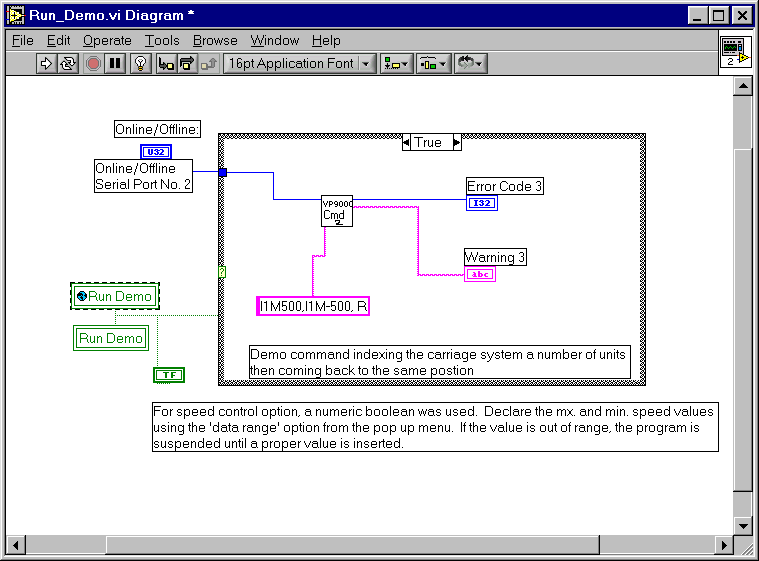 Run_Demo.vi Diagram *
File Edit Operate Tools Browse Window Help
16pt Application Font
2
Online/Offline:
U32
Online/Offline
Serial Port No. 2
True
VP9000
Cmd
2
Error Code 3
I32
Warning 3
abc
?
Run Demo
Run Demo
TF
I1M500,I1M-500, R
Demo command indexing the carriage system a number of units
then coming back to the same postion
For speed control option, a numeric boolean was used. Declare the mx. and min. speed values
using the 'data range' option from the pop up menu. If the value is out of range, the program is
suspended until a proper value is inserted.